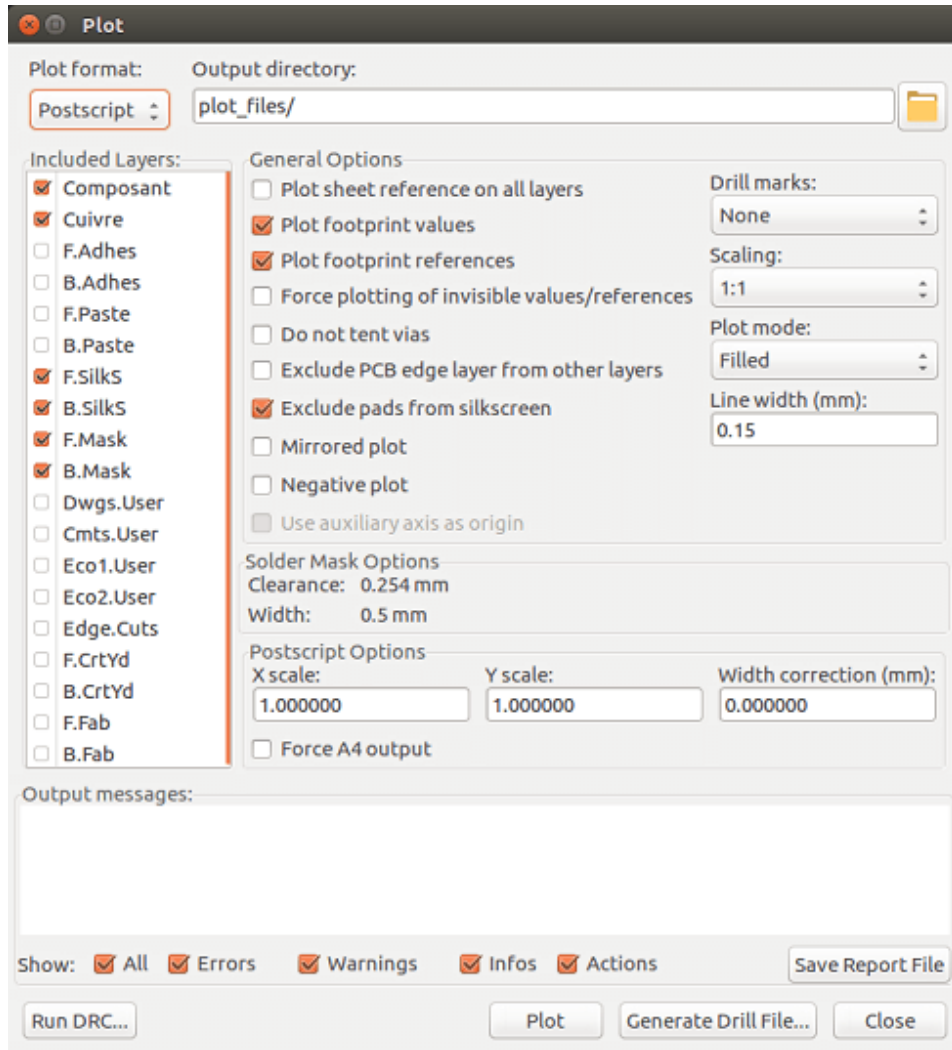 Plot
Plot format:
Output directory:
Postscript
plot_files/
Included Layers:
Composant
Cuivre
F.Adhes
B.Adhes
F.Paste
B.Paste
F.SilkS
B.SilkS
F.Mask
B.Mask
Dwgs.User
Cmts.User
Eco1.User
Eco2.User
Edge.Cuts
F.CrtYd
B.CrtYd
F.Fab
B.Fab
General Options
Plot sheet reference on all layers
Plot footprint values
Plot footprint references
Force plotting of invisible values/references
Do not tent vias
Exclude PCB edge layer from other layers
Exclude pads from silkscreen
Mirrored plot
Negative plot
Use auxiliary axis as origin
Drill marks:
None
Scaling:
1:1
Plot mode:
Filled
Line width (mm):
0.15
Solder Mask Options
Clearance: 0.254 mm
Width: 0.5 mm
Postscript Options
X scale:
1.000000
Y scale:
1.000000
Width correction (mm):
0.000000
Force A4 output
Output messages:
Show: All Errors Warnings Infos Actions
Save Report File
Run DRC...
Plot
Generate Drill File...
Close